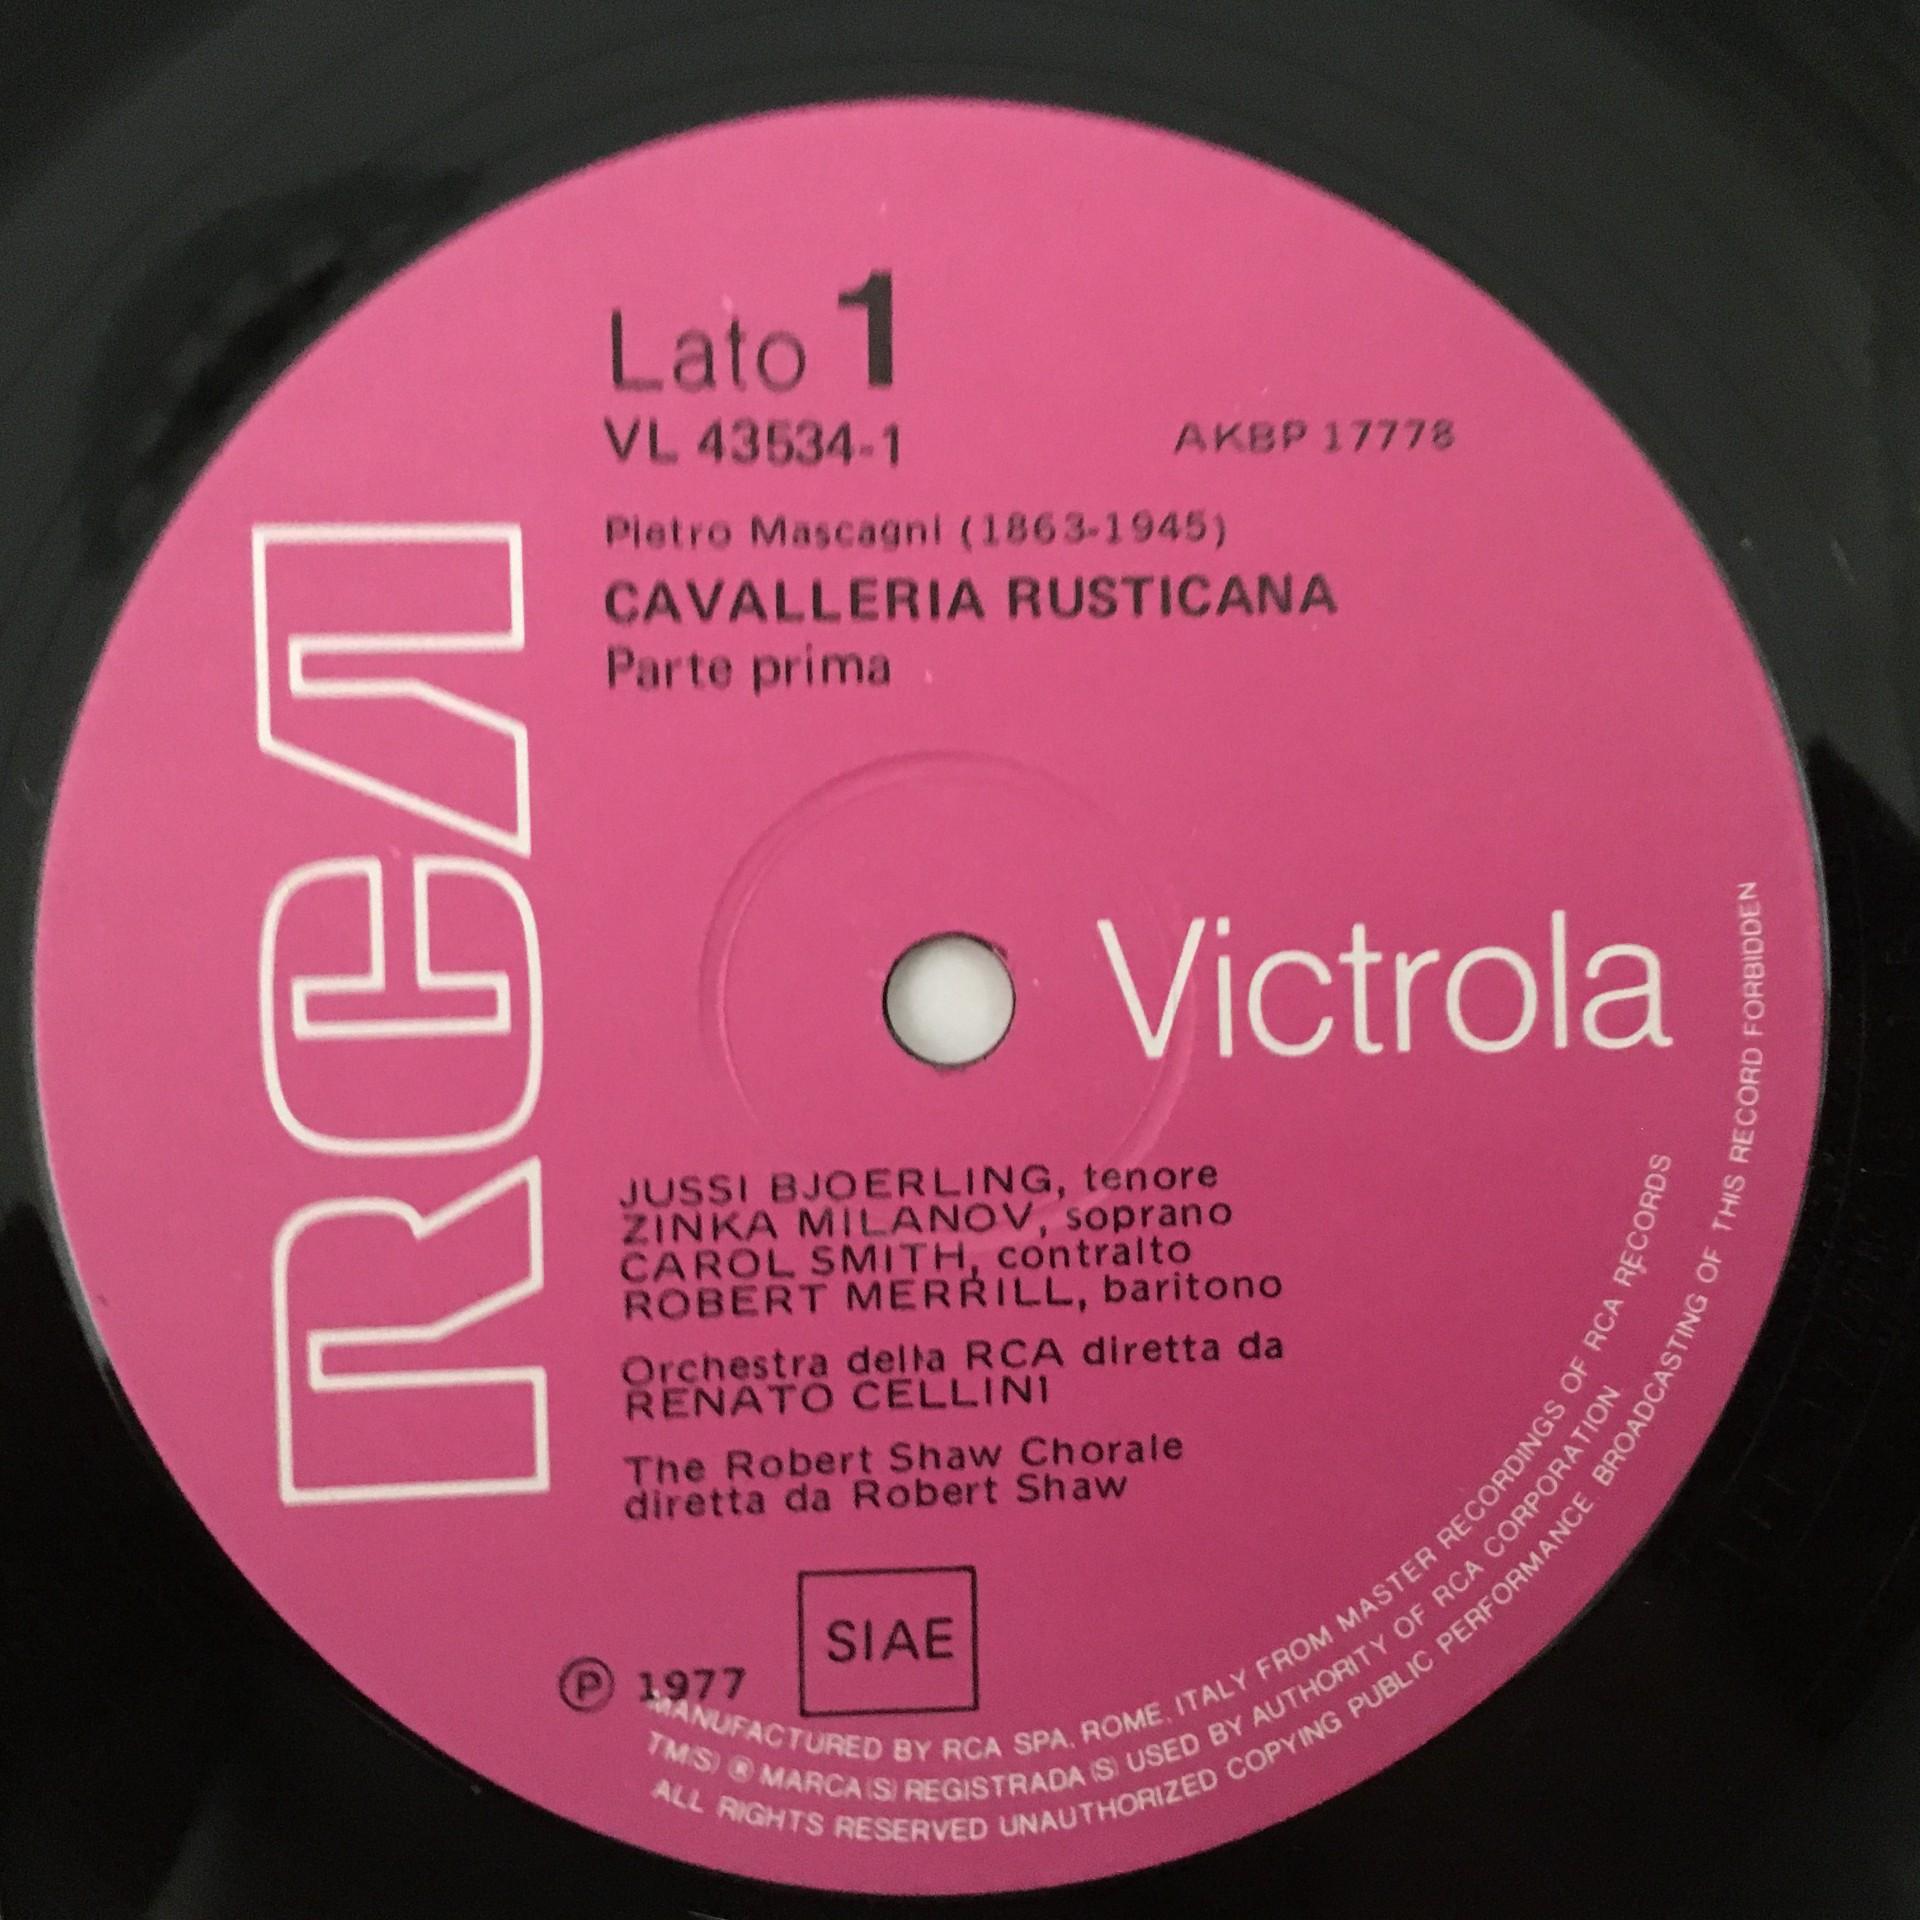 Lato 1
VL 43534-1
AKBP 17778
Pietro Mascagni (1863-1945)
CAVALLERIA RUSTICANA
Parte prima
RCA
Victrola
JUSSI BJOERLING, tenore
ZINKA MILANOV, soprano
CAROL SMITH, contralto
ROBERT MERRILL, baritono
Orchestra della RCA diretta da
RENATO CELLINI
The Robert Shaw Chorale
diretta da Robert Shaw
SIAE
Ⓟ 1977
MANUFACTURED BY RCA SPA. ROME. ITALY FROM MASTER RECORDINGS OF RCA RECORDS
TM(S) ® MARCA(S) REGISTRADA(S) USED BY AUTHORITY OF RCA CORPORATION
ALL RIGHTS RESERVED UNAUTHORIZED COPYING PUBLIC PERFORMANCE BROADCASTING OF THIS RECORD FORBIDDEN